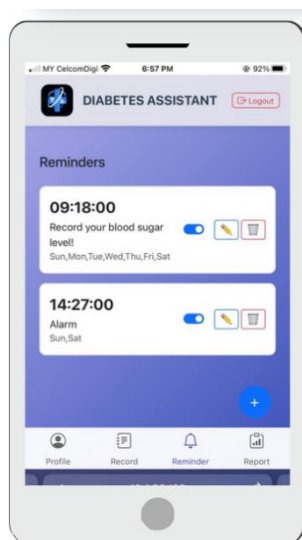 MY CelcomDigi 6:57 PM 92%
DIABETES ASSISTANT Logout
Reminders
09:18:00
Record your blood sugar
level!
Sun,Mon,Tue,Wed,Thu,Fri,Sat
14:27:00
Alarm
Sun,Sat
+
Profile Record Reminder Report